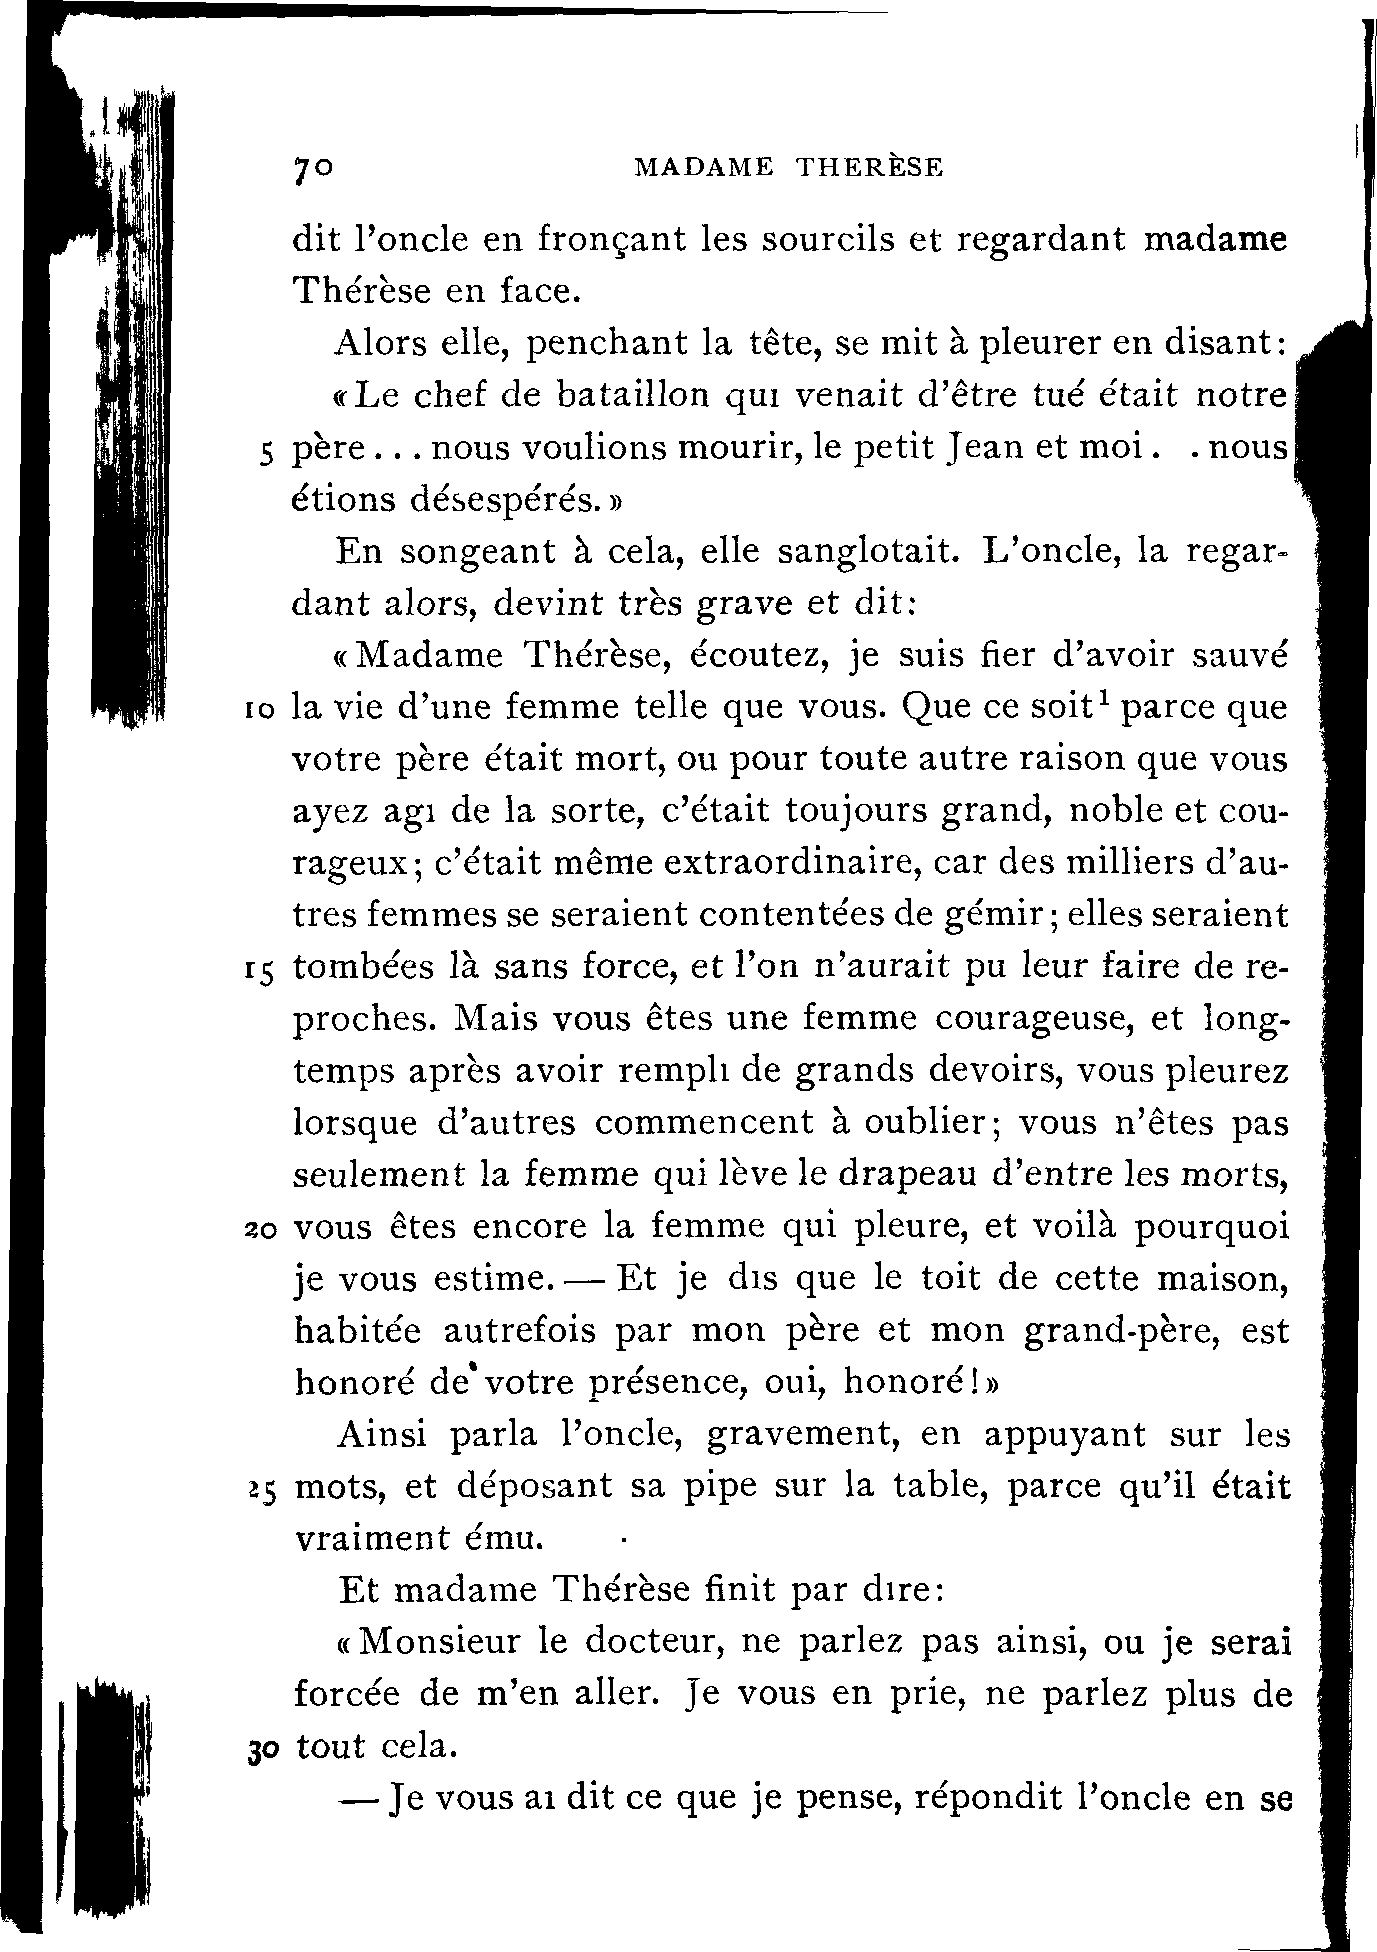 70 MADAME THERÈSE
dit l'oncle en fronçant les sourcils et regardant madame
Thérèse en face.
Alors elle, penchant la tête, se mit à pleurer en disant:
«Le chef de bataillon qui venait d'être tué était notre
5 père... nous voulions mourir, le petit Jean et moi. . nous
étions désespérés.»
En songeant à cela, elle sanglotait. L'oncle, la regar-
dant alors, devint très grave et dit:
«Madame Thérèse, écoutez, je suis fier d'avoir sauvé
10 la vie d'une femme telle que vous. Que ce soit¹ parce que
votre père était mort, ou pour toute autre raison que vous
ayez agi de la sorte, c'était toujours grand, noble et cou-
rageux; c'était même extraordinaire, car des milliers d'au-
tres femmes se seraient contentées de gémir; elles seraient
15 tombées là sans force, et l'on n'aurait pu leur faire de re-
proches. Mais vous êtes une femme courageuse, et long-
temps après avoir rempli de grands devoirs, vous pleurez
lorsque d'autres commencent à oublier; vous n'êtes pas
seulement la femme qui lève le drapeau d'entre les morts,
20 vous êtes encore la femme qui pleure, et voilà pourquoi
je vous estime. — Et je dis que le toit de cette maison,
habitée autrefois par mon père et mon grand-père, est
honoré de votre présence, oui, honoré!»
Ainsi parla l'oncle, gravement, en appuyant sur les
25 mots, et déposant sa pipe sur la table, parce qu'il était
vraiment ému.
Et madame Thérèse finit par dire:
«Monsieur le docteur, ne parlez pas ainsi, ou je serai
forcée de m'en aller. Je vous en prie, ne parlez plus de
30 tout cela.
— Je vous ai dit ce que je pense, répondit l'oncle en se